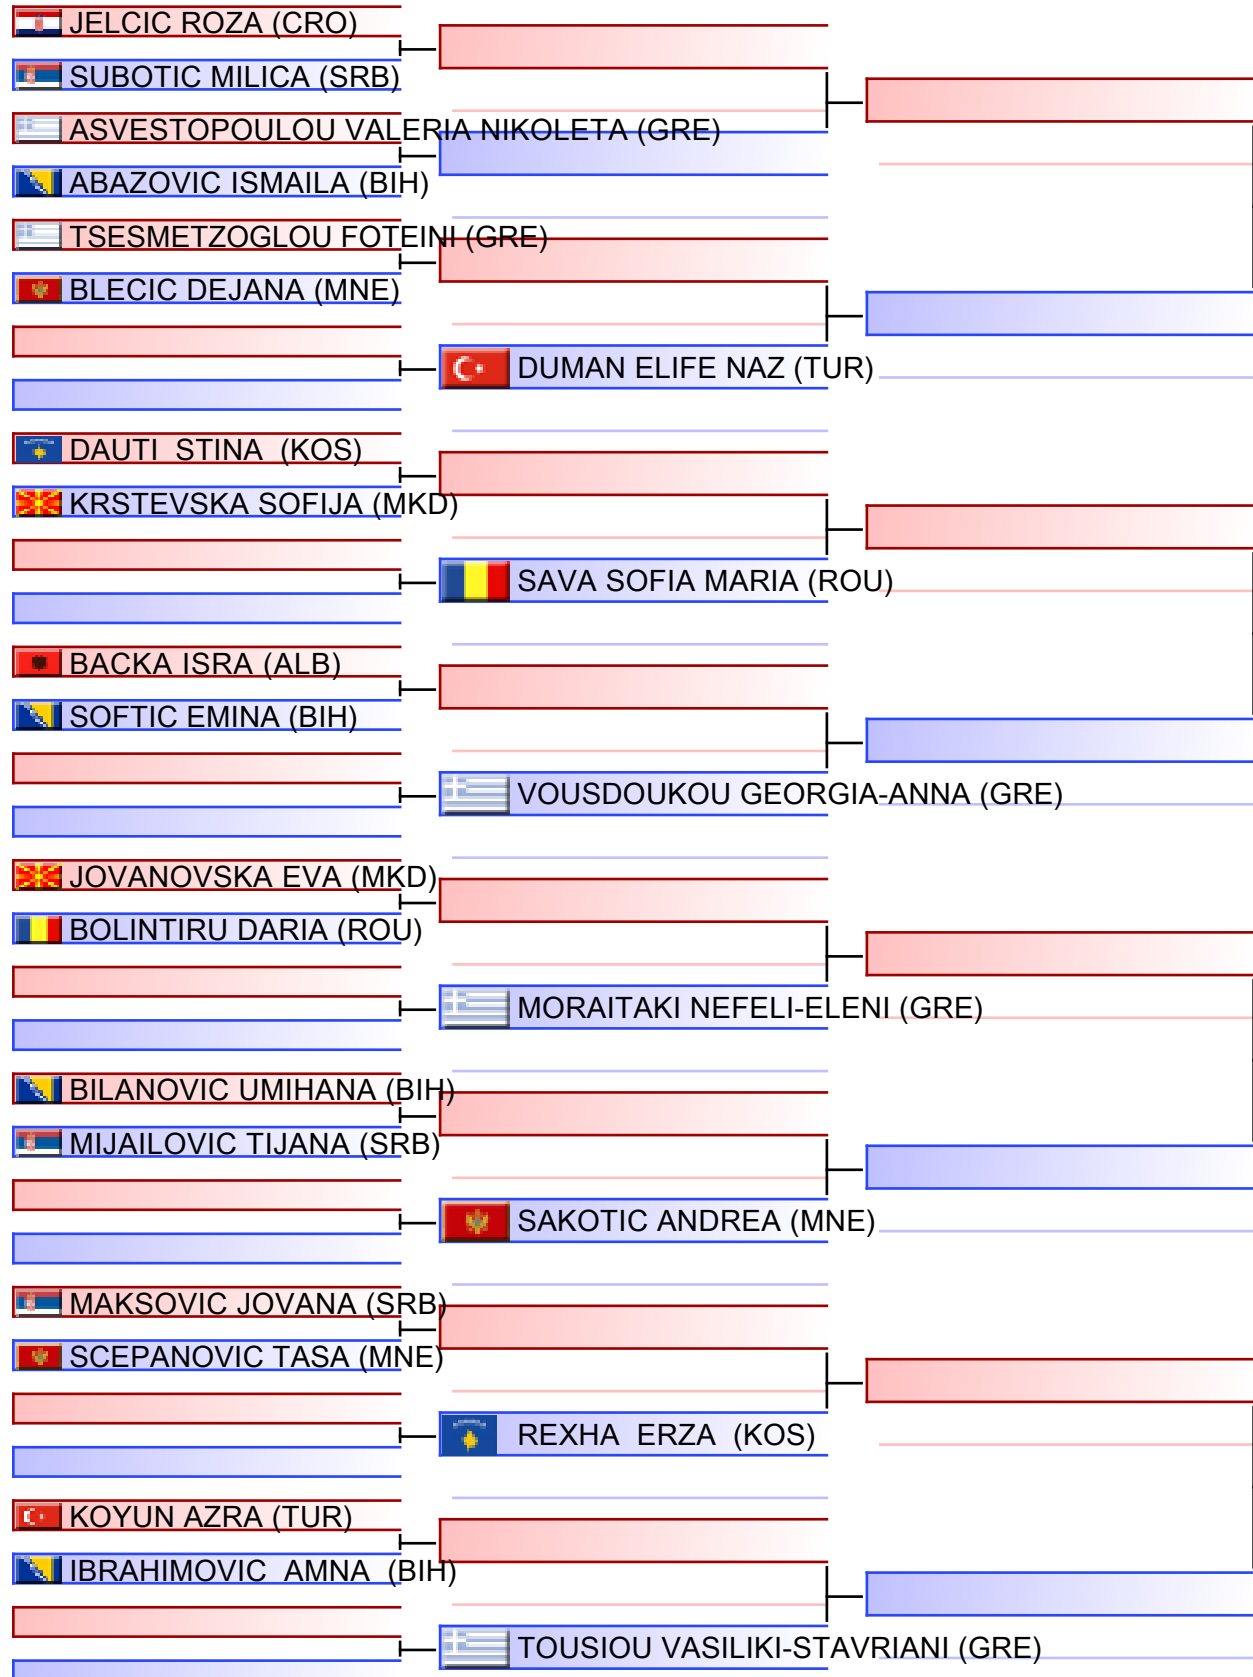 JELCIC ROZA (CRO)
SUBOTIC MILICA (SRB)
ASVESTOPOULOU VALERIA NIKOLETA (GRE)
ABAZOVIC ISMAILA (BIH)
TSESMETZOGLOU FOTEINI (GRE)
BLECIC DEJANA (MNE)
DUMAN ELIFE NAZ (TUR)
DAUTI  STINA  (KOS)
KRSTEVSKA SOFIJA (MKD)
SAVA SOFIA MARIA (ROU)
BACKA ISRA (ALB)
SOFTIC EMINA (BIH)
VOUSDOUKOU GEORGIA-ANNA (GRE)
JOVANOVSKA EVA (MKD)
BOLINTIRU DARIA (ROU)
MORAITAKI NEFELI-ELENI (GRE)
BILANOVIC UMIHANA (BIH)
MIJAILOVIC TIJANA (SRB)
SAKOTIC ANDREA (MNE)
MAKSOVIC JOVANA (SRB)
SCEPANOVIC TASA (MNE)
REXHA  ERZA  (KOS)
KOYUN AZRA (TUR)
IBRAHIMOVIC  AMNA  (BIH)
TOUSIOU VASILIKI-STAVRIANI (GRE)